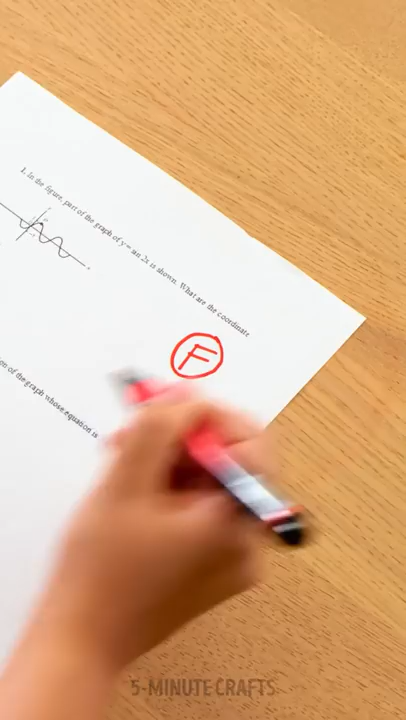 1. In the figure, part of the graph of y = sin 2x is shown. What are the coordinate
F
on of the graph whose equation is
5-MINUTE CRAFTS